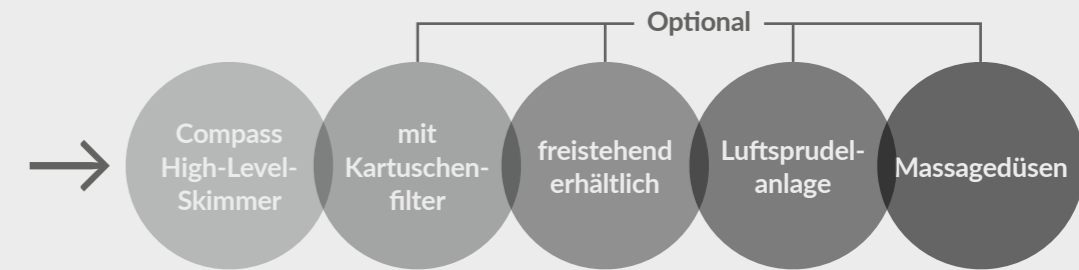 Optional
Compass
High-Level-
Skimmer
mit
Kartuschen-
filter
freistehend
erhältlich
Luftsprudel-
anlage
Massagedüsen